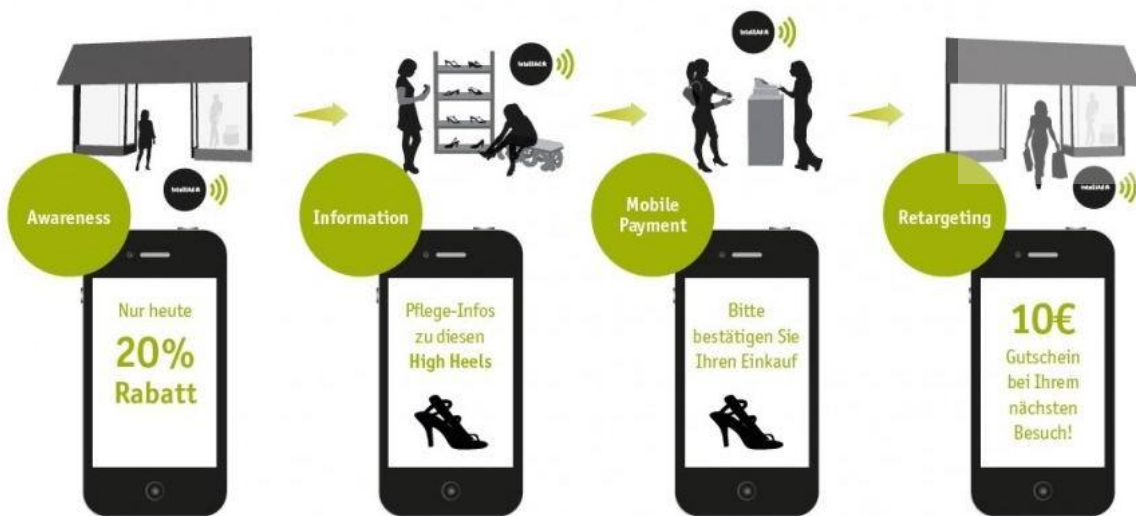 Awareness
Nur heute
20%
Rabatt
Information
Pflege-Infos
zu diesen
High Heels
Mobile
Payment
Bitte
bestätigen Sie
Ihren Einkauf
Retargeting
10€
Gutschein
bei Ihrem
nächsten
Besuch!